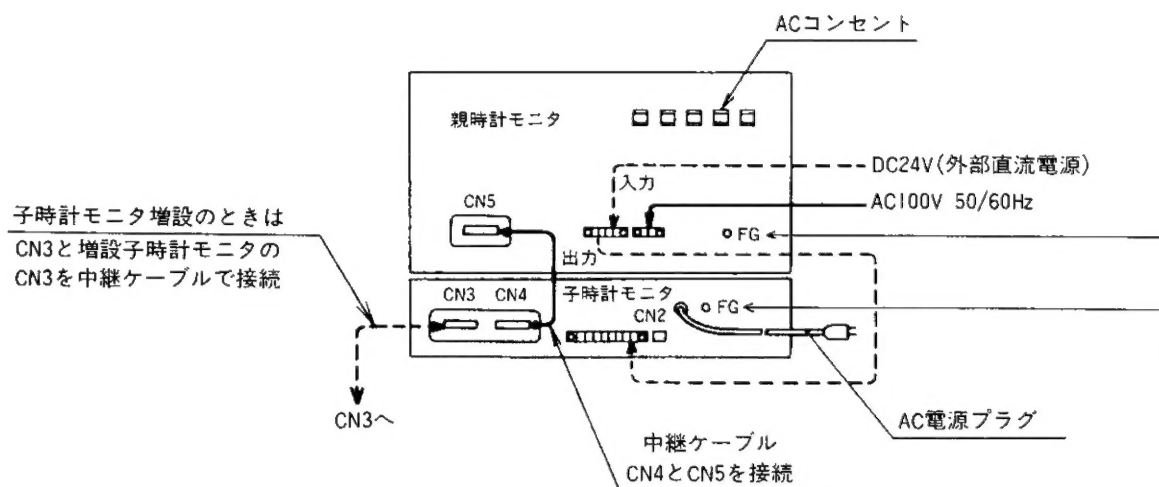 ACコンセント
親時計モニタ
DC24V(外部直流電源)
入力
AC100V 50/60Hz
CN5
FG
出力
子時計モニタ増設のときは
CN3と増設子時計モニタの
CN3を中継ケーブルで接続
子時計モニタ
CN3 CN4
CN2
FG
CN3へ
AC電源プラグ
中継ケーブル
CN4とCN5を接続